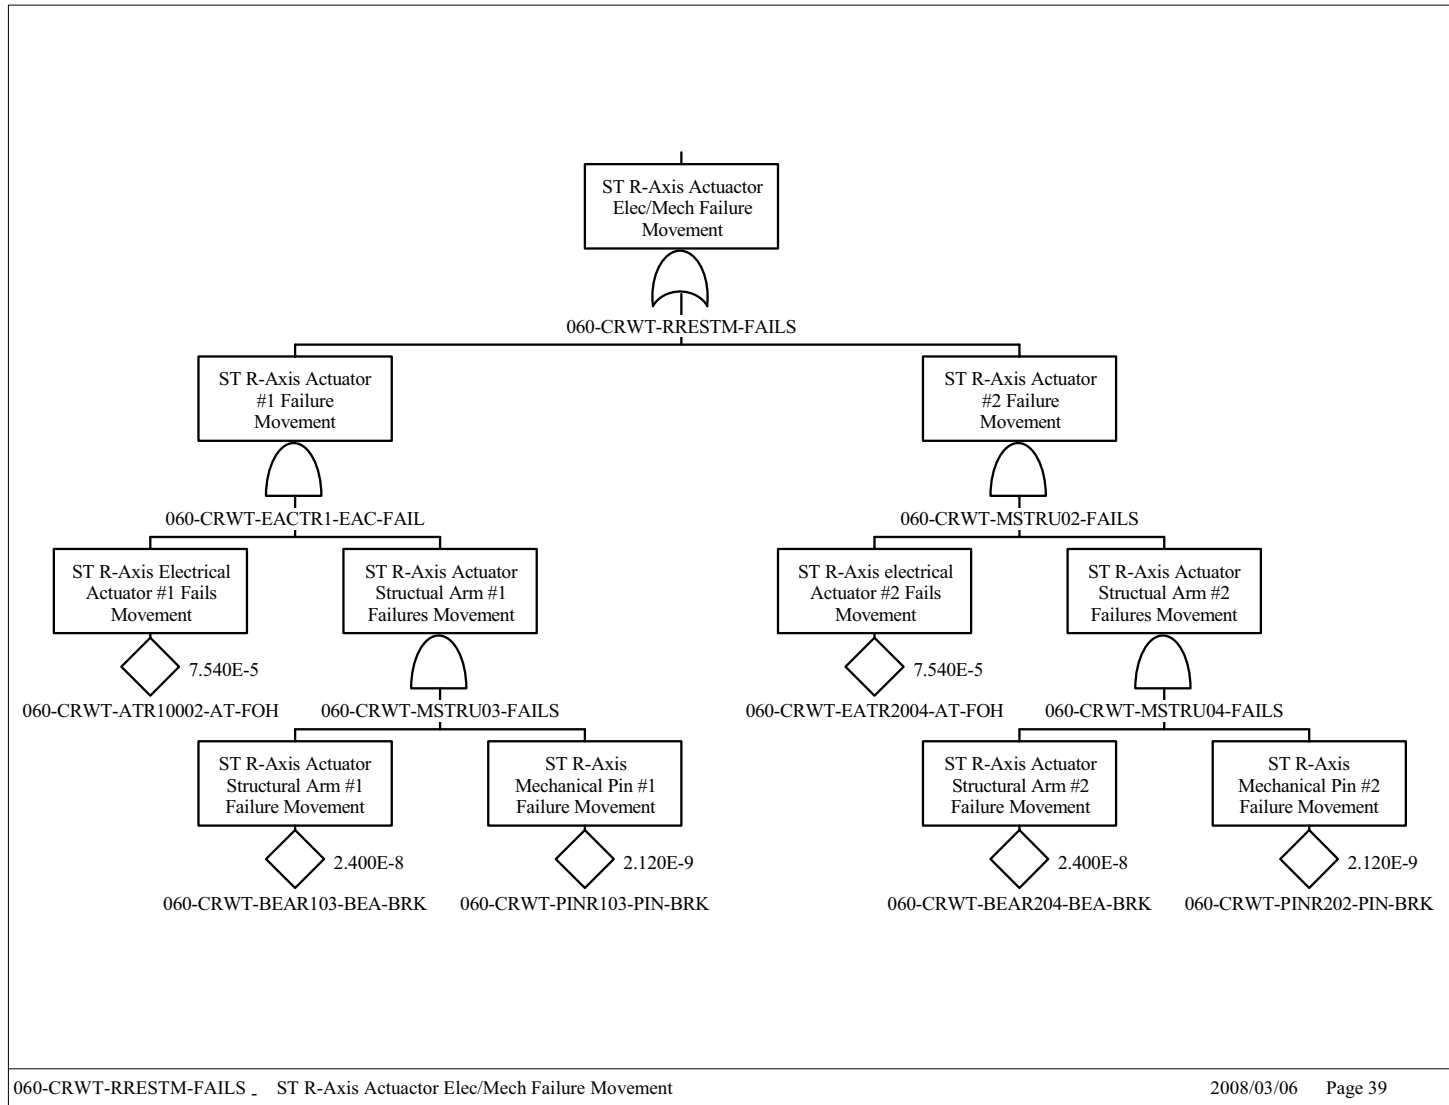 ST R-Axis Actuactor
Elec/Mech Failure
Movement
060-CRWT-RRESTM-FAILS
ST R-Axis Actuator
#1 Failure
Movement
ST R-Axis Actuator
#2 Failure
Movement
060-CRWT-EACTR1-EAC-FAIL
060-CRWT-MSTRU02-FAILS
ST R-Axis Electrical
Actuator #1 Fails
Movement
ST R-Axis Actuator
Structual Arm #1
Failures Movement
ST R-Axis electrical
Actuator #2 Fails
Movement
ST R-Axis Actuator
Structual Arm #2
Failures Movement
7.540E-5
7.540E-5
060-CRWT-ATR10002-AT-FOH
060-CRWT-MSTRU03-FAILS
060-CRWT-EATR2004-AT-FOH
060-CRWT-MSTRU04-FAILS
ST R-Axis Actuator
Structural Arm #1
Failure Movement
ST R-Axis
Mechanical Pin #1
Failure Movement
ST R-Axis Actuator
Structural Arm #2
Failure Movement
ST R-Axis
Mechanical Pin #2
Failure Movement
2.400E-8
2.120E-9
2.400E-8
2.120E-9
060-CRWT-BEAR103-BEA-BRK
060-CRWT-PINR103-PIN-BRK
060-CRWT-BEAR204-BEA-BRK
060-CRWT-PINR202-PIN-BRK
060-CRWT-RRESTM-FAILS _ ST R-Axis Actuactor Elec/Mech Failure Movement
2008/03/06 Page 39